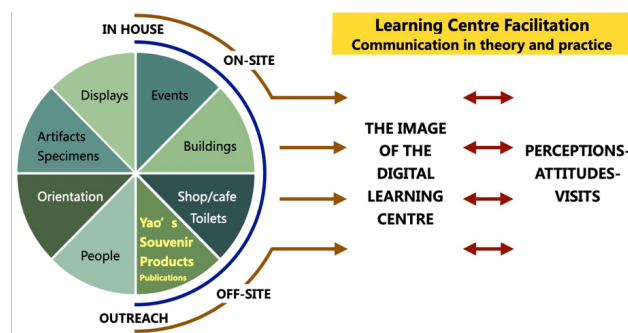 IN HOUSE
Learning Centre Facilitation
Communication in theory and practice
ON-SITE
Displays
Events
Artifacts
Specimens
Buildings
Orientation
Shop/cafe
Toilets
People
Yao's
Souvenir
Products
Publications
THE IMAGE
OF THE
DIGITAL
LEARNING
CENTRE
PERCEPTIONS-
ATTITUDES-
VISITS
OFF-SITE
OUTREACH